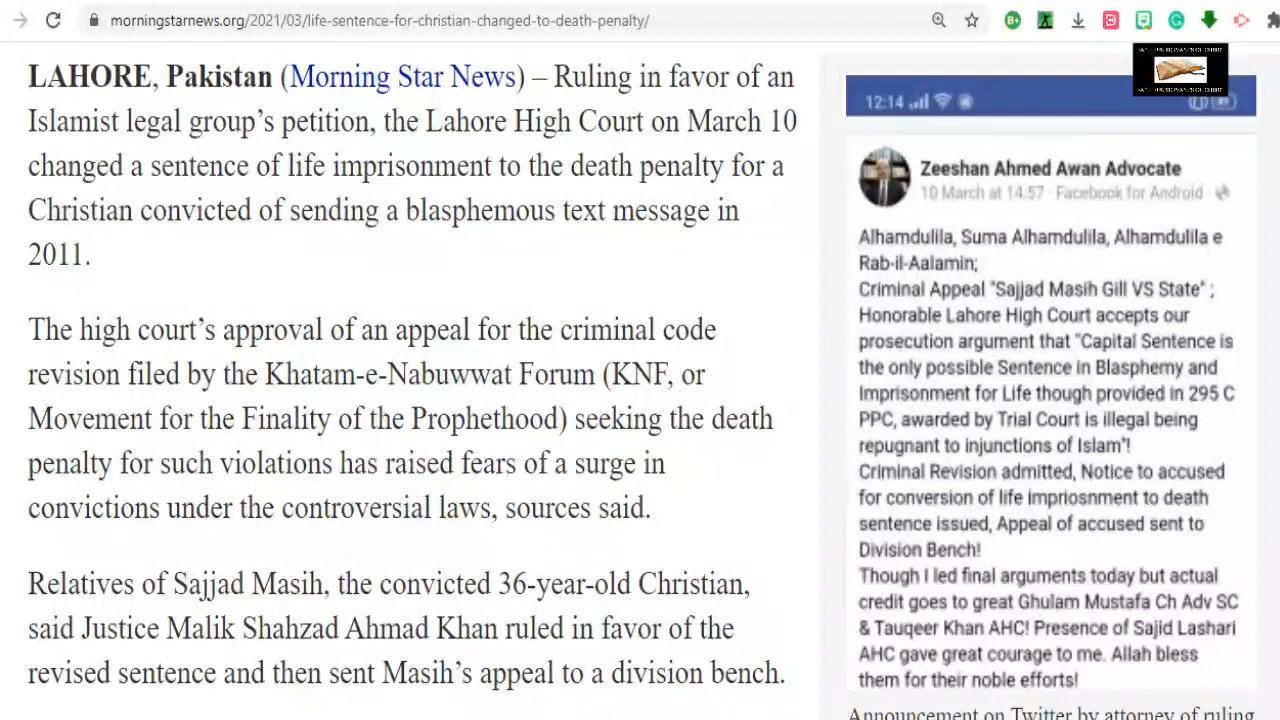 morningstarnews.org/2021/03/life-sentence-for-christian-changed-to-death-penalty/
LAHORE, Pakistan (Morning Star News) – Ruling in favor of an
Islamist legal group's petition, the Lahore High Court on March 10
changed a sentence of life imprisonment to the death penalty for a
Christian convicted of sending a blasphemous text message in
2011.
The high court's approval of an appeal for the criminal code
revision filed by the Khatam-e-Nabuwwat Forum (KNF, or
Movement for the Finality of the Prophethood) seeking the death
penalty for such violations has raised fears of a surge in
convictions under the controversial laws, sources said.
Relatives of Sajjad Masih, the convicted 36-year-old Christian,
said Justice Malik Shahzad Ahmad Khan ruled in favor of the
revised sentence and then sent Masih's appeal to a division bench.
12:14
Zeeshan Ahmed Awan Advocate
10 March at 14:57 · Facebook for Android ·
Alhamdulila, Suma Alhamdulila, Alhamdulila e
Rab-il-Aalamin;
Criminal Appeal "Sajjad Masih Gill VS State" ;
Honorable Lahore High Court accepts our
prosecution argument that "Capital Sentence is
the only possible Sentence in Blasphemy and
Imprisonment for Life though provided in 295 C
PPC, awarded by Trial Court is illegal being
repugnant to injunctions of Islam"!
Criminal Revision admitted, Notice to accused
for conversion of life impriosnment to death
sentence issued, Appeal of accused sent to
Division Bench!
Though I led final arguments today but actual
credit goes to great Ghulam Mustafa Ch Adv SC
& Tauqeer Khan AHC! Presence of Sajid Lashari
AHC gave great courage to me. Allah bless
them for their noble efforts!
Announcement on Twitter by attorney of ruling